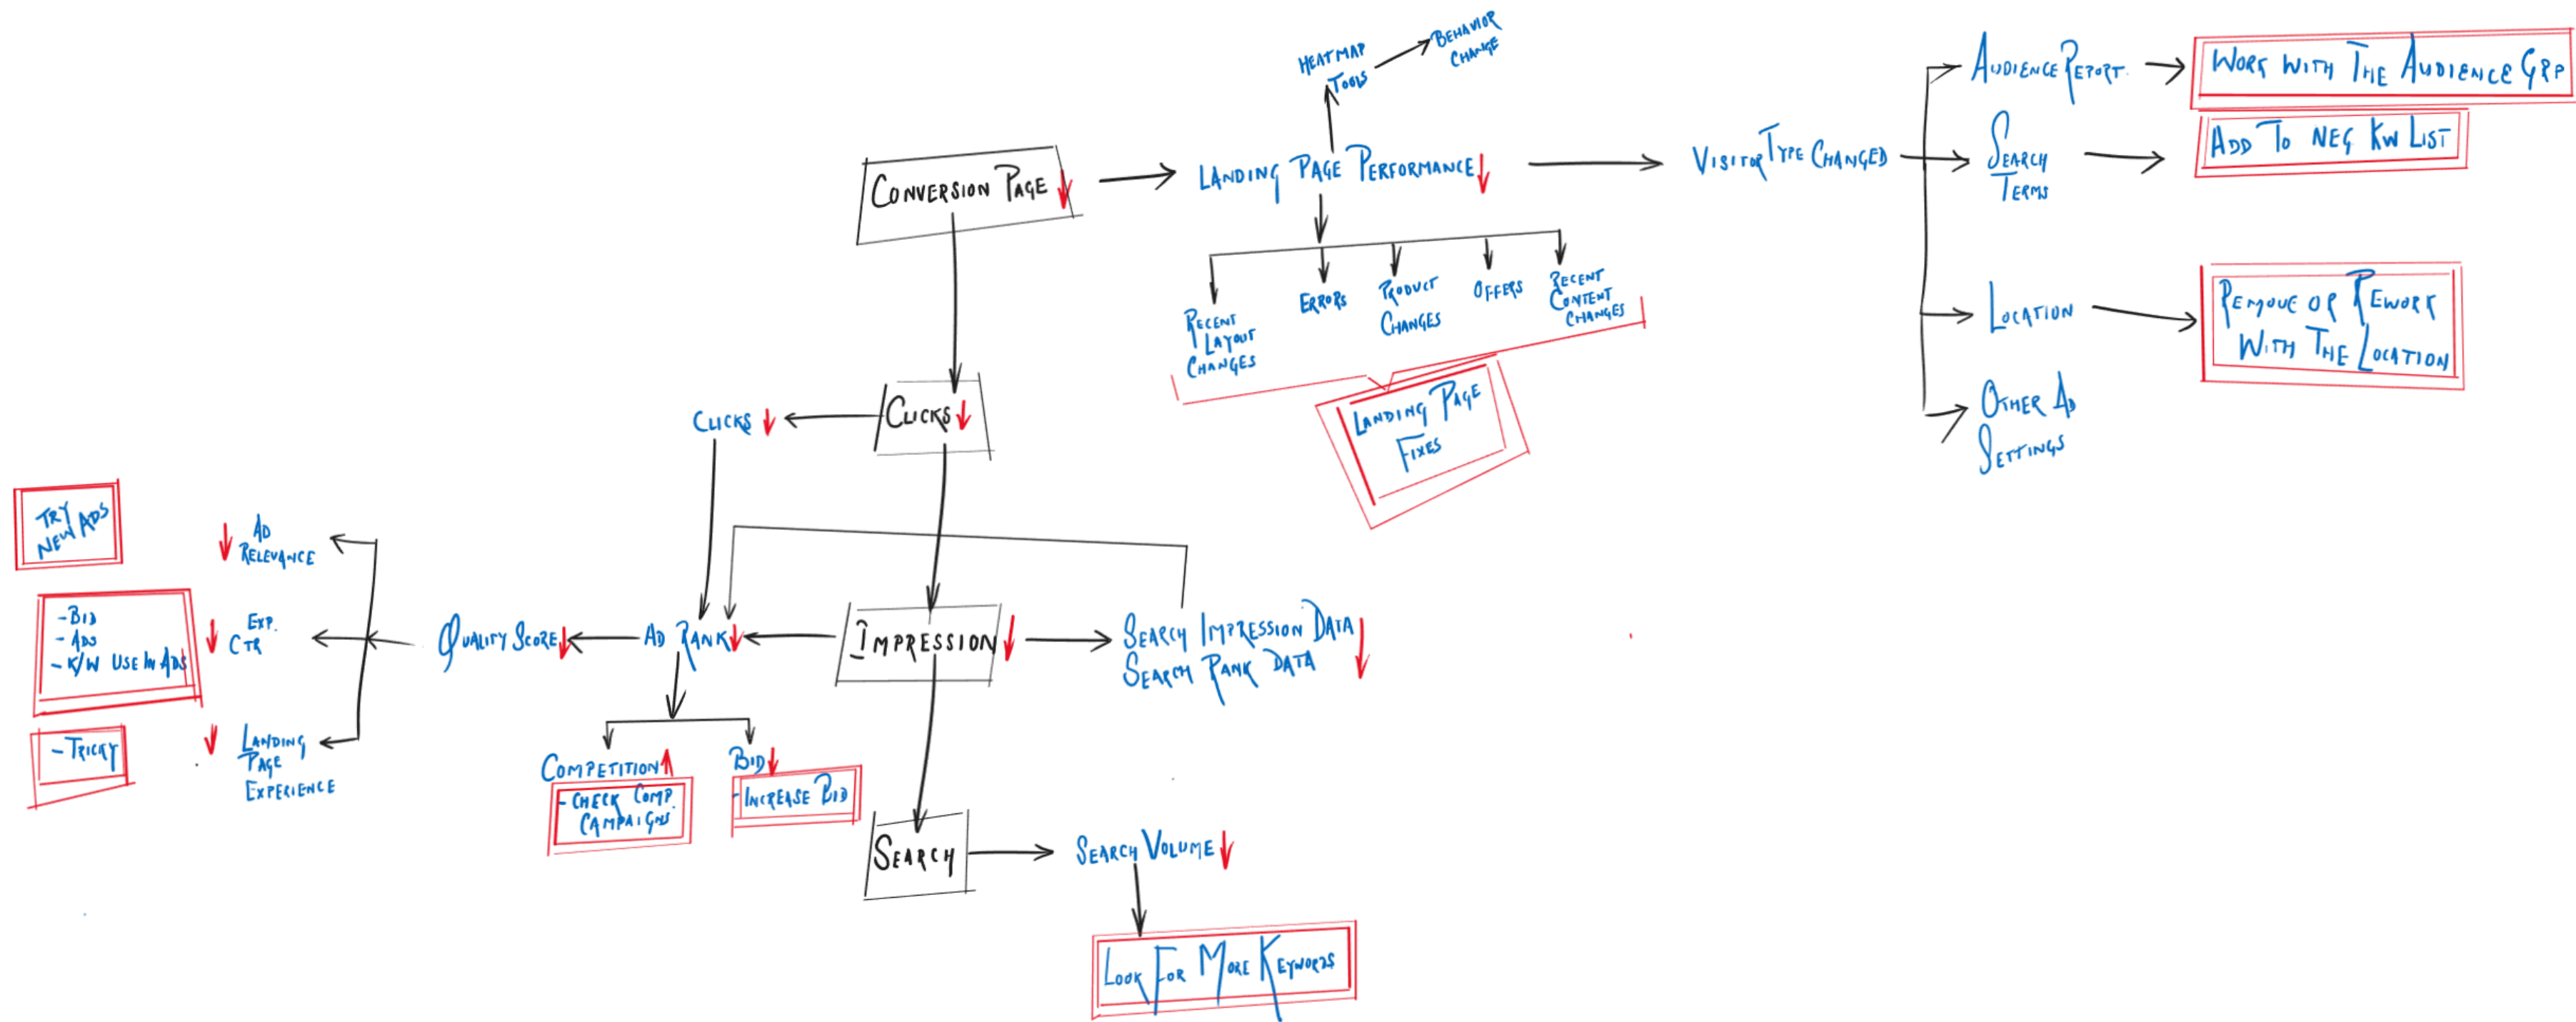 HEATMAP
TOOLS
BEHAVIOR
CHANGE
CONVERSION PAGE
LANDING PAGE PERFORMANCE
VISITOR TYPE CHANGED
AUDIENCE REPORT
WORK WITH THE AUDIENCE GRP
SEARCH
TERMS
ADD TO NEG KW LIST
LOCATION
REMOVE OR REWORK
WITH THE LOCATION
OTHER AD
SETTINGS
RECENT
LAYOUT
CHANGES
ERRORS
PRODUCT
CHANGES
OFFERS
RECENT
CONTENT
CHANGES
LANDING PAGE
FIXES
CLICKS
CLICKS
TRY
NEW ADS
AD
RELEVANCE
- BID
- ADS
- K/W USE IN ADS
EXP.
CTR
- TRICKY
LANDING
PAGE
EXPERIENCE
QUALITY SCORE
AD RANK
IMPRESSION
SEARCH IMPRESSION DATA
SEARCH RANK DATA
COMPETITION
- CHECK COMP.
CAMPAIGNS
BID
- INCREASE BID
SEARCH
SEARCH VOLUME
LOOK FOR MORE KEYWORDS